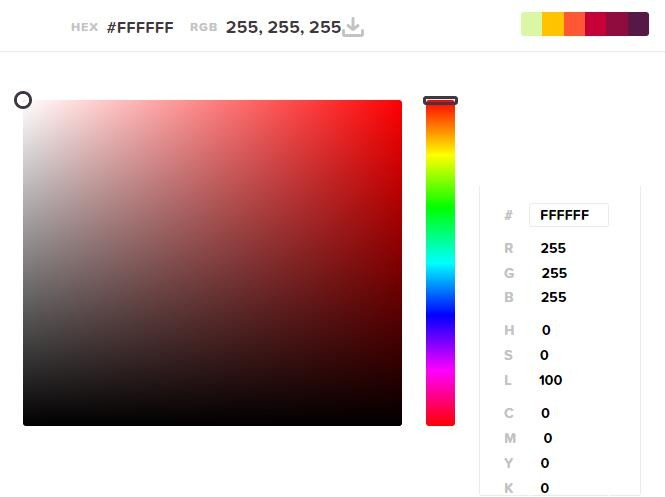 HEX #FFFFFF RGB 255, 255, 255
# FFFFFF
R 255
G 255
B 255
H 0
S 0
L 100
C 0
M 0
Y 0
K 0